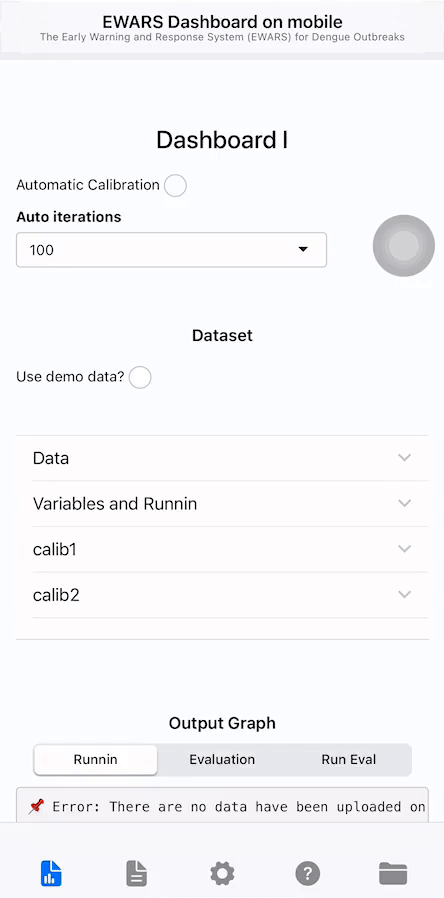 EWARS Dashboard on mobile
The Early Warning and Response System (EWARS) for Dengue Outbreaks
Dashboard I
Automatic Calibration
Auto iterations
100
Dataset
Use demo data?
Data
Variables and Runnin
calib1
calib2
Output Graph
Runnin Evaluation Run Eval
📌 Error: There are no data have been uploaded on
?